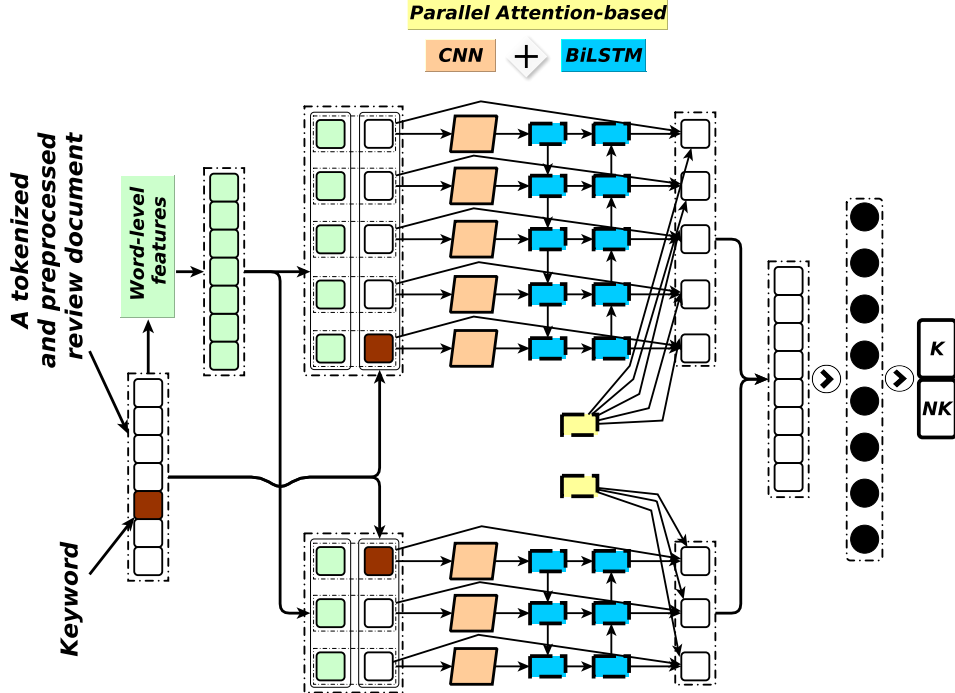 Parallel Attention-based
CNN
BiLSTM
A tokenized
and preprocessed
review document
Word-level
features
Keyword
K
NK